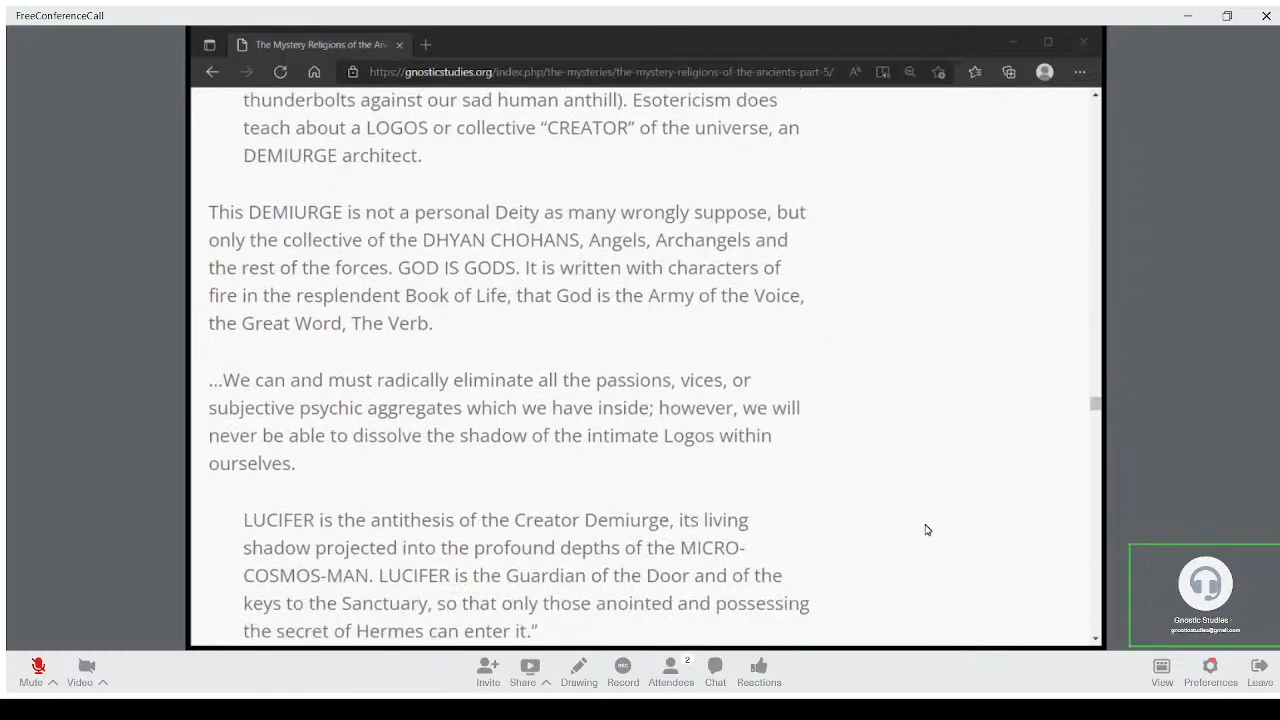 FreeConferenceCall
The Mystery Religions of the An
https://gnosticstudies.org/index.php/the-mysteries/the-mystery-religions-of-the-ancients-part-5/
thunderbolts against our sad human anthill). Esotericism does
teach about a LOGOS or collective “CREATOR” of the universe, an
DEMIURGE architect.
This DEMIURGE is not a personal Deity as many wrongly suppose, but
only the collective of the DHYAN CHOHANS, Angels, Archangels and
the rest of the forces. GOD IS GODS. It is written with characters of
fire in the resplendent Book of Life, that God is the Army of the Voice,
the Great Word, The Verb.
...We can and must radically eliminate all the passions, vices, or
subjective psychic aggregates which we have inside; however, we will
never be able to dissolve the shadow of the intimate Logos within
ourselves.
LUCIFER is the antithesis of the Creator Demiurge, its living
shadow projected into the profound depths of the MICRO-
COSMOS-MAN. LUCIFER is the Guardian of the Door and of the
keys to the Sanctuary, so that only those anointed and possessing
the secret of Hermes can enter it.”
Gnostic Studies -
gnosticstudies@gmail.com
2
REC
Mute Video Invite Share Drawing Record Attendees Chat Reactions View Preferences Leave